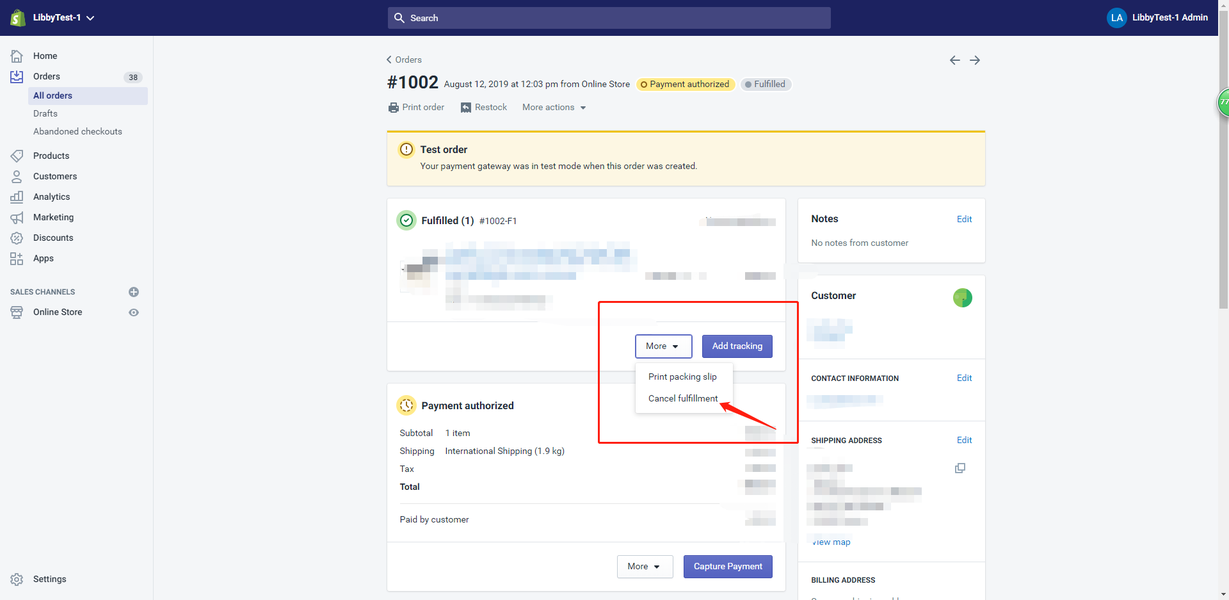 LibbyTest-1
Search
LA LibbyTest-1 Admin
Home
Orders 38
All orders
Drafts
Abandoned checkouts
Products
Customers
Analytics
Marketing
Discounts
Apps
SALES CHANNELS
Online Store
Settings
Orders
#1002 August 12, 2019 at 12:03 pm from Online Store Payment authorized Fulfilled
Print order Restock More actions
Test order
Your payment gateway was in test mode when this order was created.
Fulfilled (1) #1002-F1
More Add tracking
Print packing slip
Cancel fulfillment
Payment authorized
Subtotal 1 item
Shipping International Shipping (1.9 kg)
Tax
Total
Paid by customer
More Capture Payment
Notes Edit
No notes from customer
Customer
CONTACT INFORMATION Edit
SHIPPING ADDRESS Edit
View map
BILLING ADDRESS
77